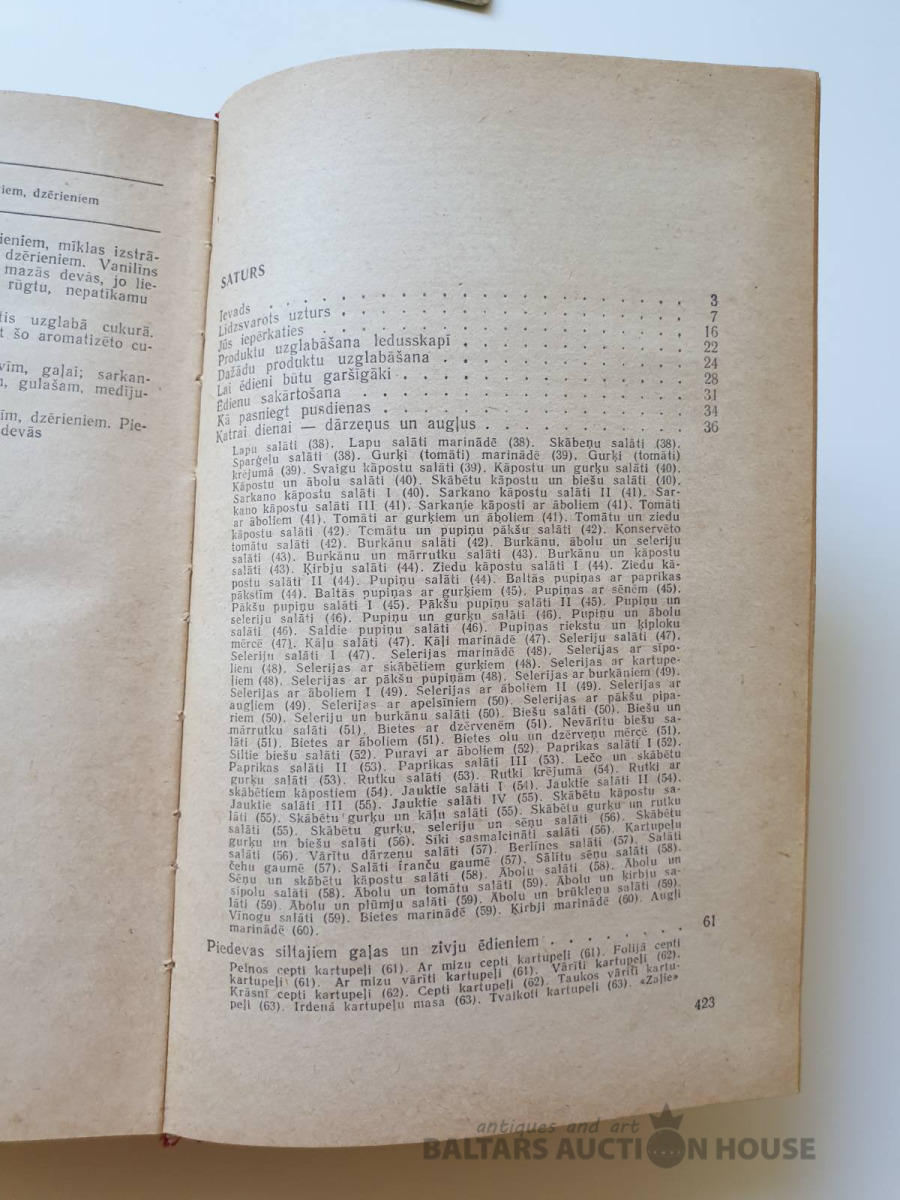 iem, dzērieniem
ieniem, mīklas izstrā-
dzērieniem. Vanilīns
mazās devās, jo lie-
rūgtu, nepatīkamu
tis uzglabā cukurā.
t šo aromatizēto cu-
vīm, gaļai; sarkan-
gulašam, medīju-
īm, dzērieniem. Pie-
devās
SATURS
Ievads . . . 3
Līdzsvarots uzturs . . . 7
Jūs iepērkaties . . . 16
Produktu uzglabāšana ledusskapī . . . 22
Dažādu produktu uzglabāšana . . . 24
Lai ēdieni būtu garšīgāki . . . 28
Ēdienu sakārtošana . . . 31
Kā pasniegt pusdienas . . . 34
Katrai dienai — dārzeņus un augļus . . . 36
Lapu salāti (38). Lapu salāti marinādē (38). Skābeņu salāti (38).
Sparģeļu salāti (38). Gurķi (tomāti) marinādē (39). Gurķi (tomāti)
krējumā (39). Svaigu kāpostu salāti (39). Kāpostu un gurķu salāti (40).
Kāpostu un ābolu salāti (40). Skābētu kāpostu un biešu salāti (40).
Sarkano kāpostu salāti I (40). Sarkano kāpostu salāti II (41). Sar-
kano kāpostu salāti III (41). Sarkanie kāposti ar āboliem (41). Tomāti
ar āboliem (41). Tomāti ar gurķiem un āboliem (41). Tomātu un ziedu
kāpostu salāti (42). Tomātu un pupiņu pākšu salāti (42). Konservēto
tomātu salāti (42). Burkānu salāti (42). Burkānu, ābolu un seleriju
salāti (43). Burkānu un mārrutku salāti (43). Burkānu un kāpostu
salāti (43). Ķirbju salāti (44). Ziedu kāpostu salāti I (44). Ziedu kā-
postu salāti II (44). Pupiņu salāti (44). Baltās pupiņas ar paprikas
pākstīm (44). Baltās pupiņas ar gurķiem (45). Pupiņas ar sēnēm (45).
Pākšu pupiņu salāti I (45). Pākšu pupiņu salāti II (45). Pupiņu un
seleriju salāti (46). Pupiņu un gurķu salāti (46). Pupiņu un ābolu
salāti (46). Saldie pupiņu salāti (46). Pupiņas riekstu un ķiploku
mērcē (47). Kāļu salāti (47). Kāļi marinādē (47). Seleriju salāti (47).
Seleriju salāti I (47). Selerijas marinādē (48). Selerijas ar sīpo-
liem (48). Selerijas ar skābētiem gurķiem (48). Selerijas ar kartupe-
ļiem (48). Selerijas ar pākšu pupiņām (48). Selerijas ar burkāniem (49).
Selerijas ar āboliem I (49). Selerijas ar āboliem II (49). Selerijas ar
augļiem (49). Selerijas ar apelsīniem (50). Selerijas ar pākšu pipa-
riem (50). Seleriju un burkānu salāti (50). Biešu salāti (50). Biešu un
mārrutku salāti (51). Bietes ar dzērvenēm (51). Nevārītu biešu sa-
lāti (51). Bietes ar āboliem (51). Bietes olu un dzērveņu mērcē (51).
Siltie biešu salāti (52). Puravi ar āboliem (52). Paprikas salāti I (52).
Paprikas salāti II (53). Paprikas salāti III (53). Lečo un skābētu
gurķu salāti (53). Rutku salāti (53). Rutki krējumā (54). Rutki ar
skābētiem kāpostiem (54). Jauktie salāti I (54). Jauktie salāti II (54).
Jauktie salāti III (55). Jauktie salāti IV (55). Skābētu kāpostu sa-
lāti (55). Skābētu gurķu un kāļu salāti (55). Skābētu gurķu un rutku
salāti (55). Skābētu gurķu, seleriju un sēņu salāti (56). Skābētu
gurķu un biešu salāti (56). Sīki sasmalcināti salāti (56). Kartupeļu
salāti (56). Vārītu dārzeņu salāti (57). Berlīnes salāti (57). Salāti
čehu gaumē (57). Salāti franču gaumē (57). Sālītu sēņu salāti (58).
Sēņu un skābētu kāpostu salāti (58). Ābolu salāti (58). Ābolu un
sīpolu salāti (58). Ābolu un tomātu salāti (59). Ābolu un ķirbju sa-
lāti (59). Ābolu un plūmju salāti (59). Ābolu un brūkleņu salāti (59).
Vīnogu salāti (59). Bietes marinādē (59). Ķirbji marinādē (60). Augļi
marinādē (60).
Piedevas siltajiem gaļas un zivju ēdieniem . . . 61
Pelnos cepti kartupeļi (61). Ar mizu cepti kartupeļi (61). Folijā cepti
kartupeļi (61). Ar mizu vārīti kartupeļi (61). Vārīti kartupeļi (62).
Krāsnī cepti kartupeļi (62). Cepti kartupeļi (62). Taukos vārīti kartu-
peļi (63). Irdenā kartupeļu masa (63). Tvaikoti kartupeļi (63). «Zaļie»
423
antiques and art
BALTARS AUCTION HOUSE